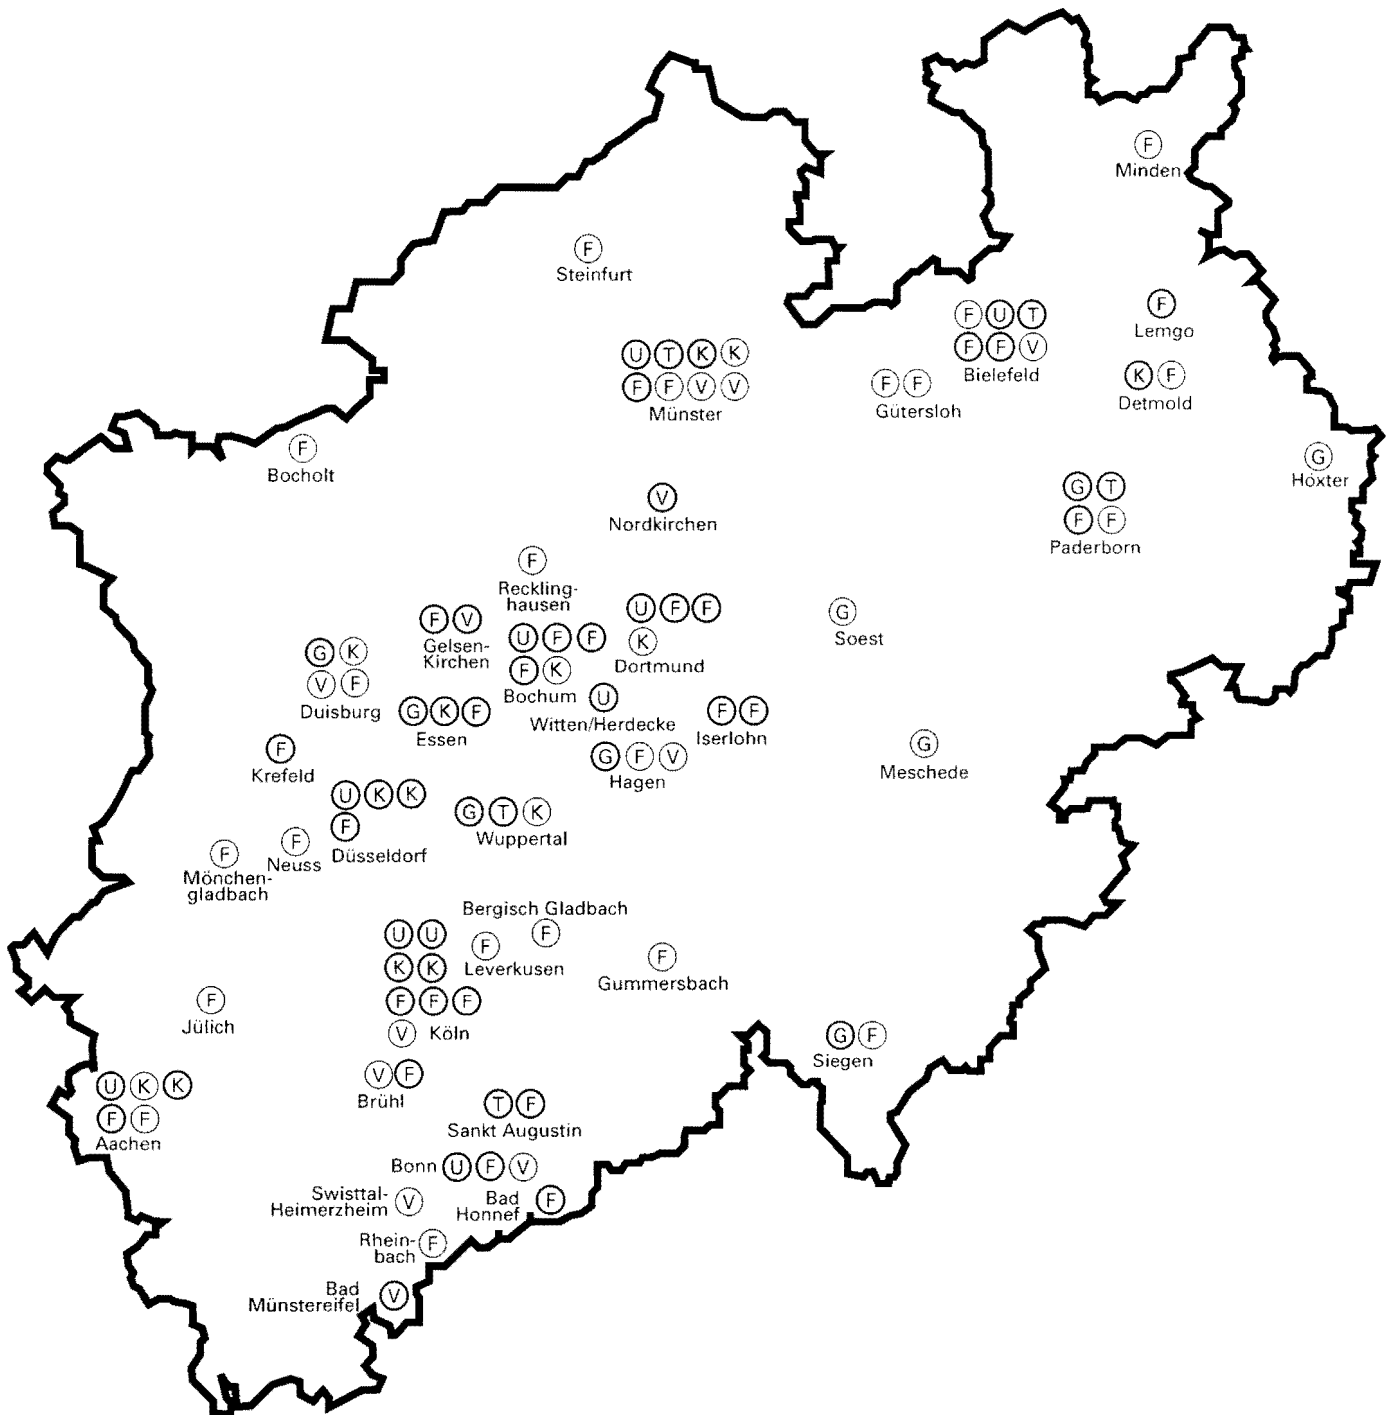 F
Minden
F
Steinfurt
F
Lemgo
F U T
F F V
Bielefeld
U T K K
F F V V
Münster
F F
Gütersloh
K F
Detmold
F
Bocholt
G
Höxter
G T
F F
Paderborn
V
Nordkirchen
F
Reckling-
hausen
F V
Gelsen-
Kirchen
U F F
F K
Bochum
U F F
K
Dortmund
G
Soest
G K
V F
Duisburg
G K F
Essen
U
Witten/Herdecke
F F
Iserlohn
G F V
Hagen
G
Meschede
F
Krefeld
U K K
F
Düsseldorf
G T K
Wuppertal
F
Neuss
F
Mönchen-
gladbach
Bergisch Gladbach
F
F
Leverkusen
U U
K K
F F F
V Köln
F
Gummersbach
F
Jülich
G F
Siegen
V F
Brühl
U K K
F F
Aachen
T F
Sankt Augustin
Bonn U F V
Swisttal-
Heimerzheim V
Bad
Honnef F
Rhein-
bach F
Bad
Münstereifel V